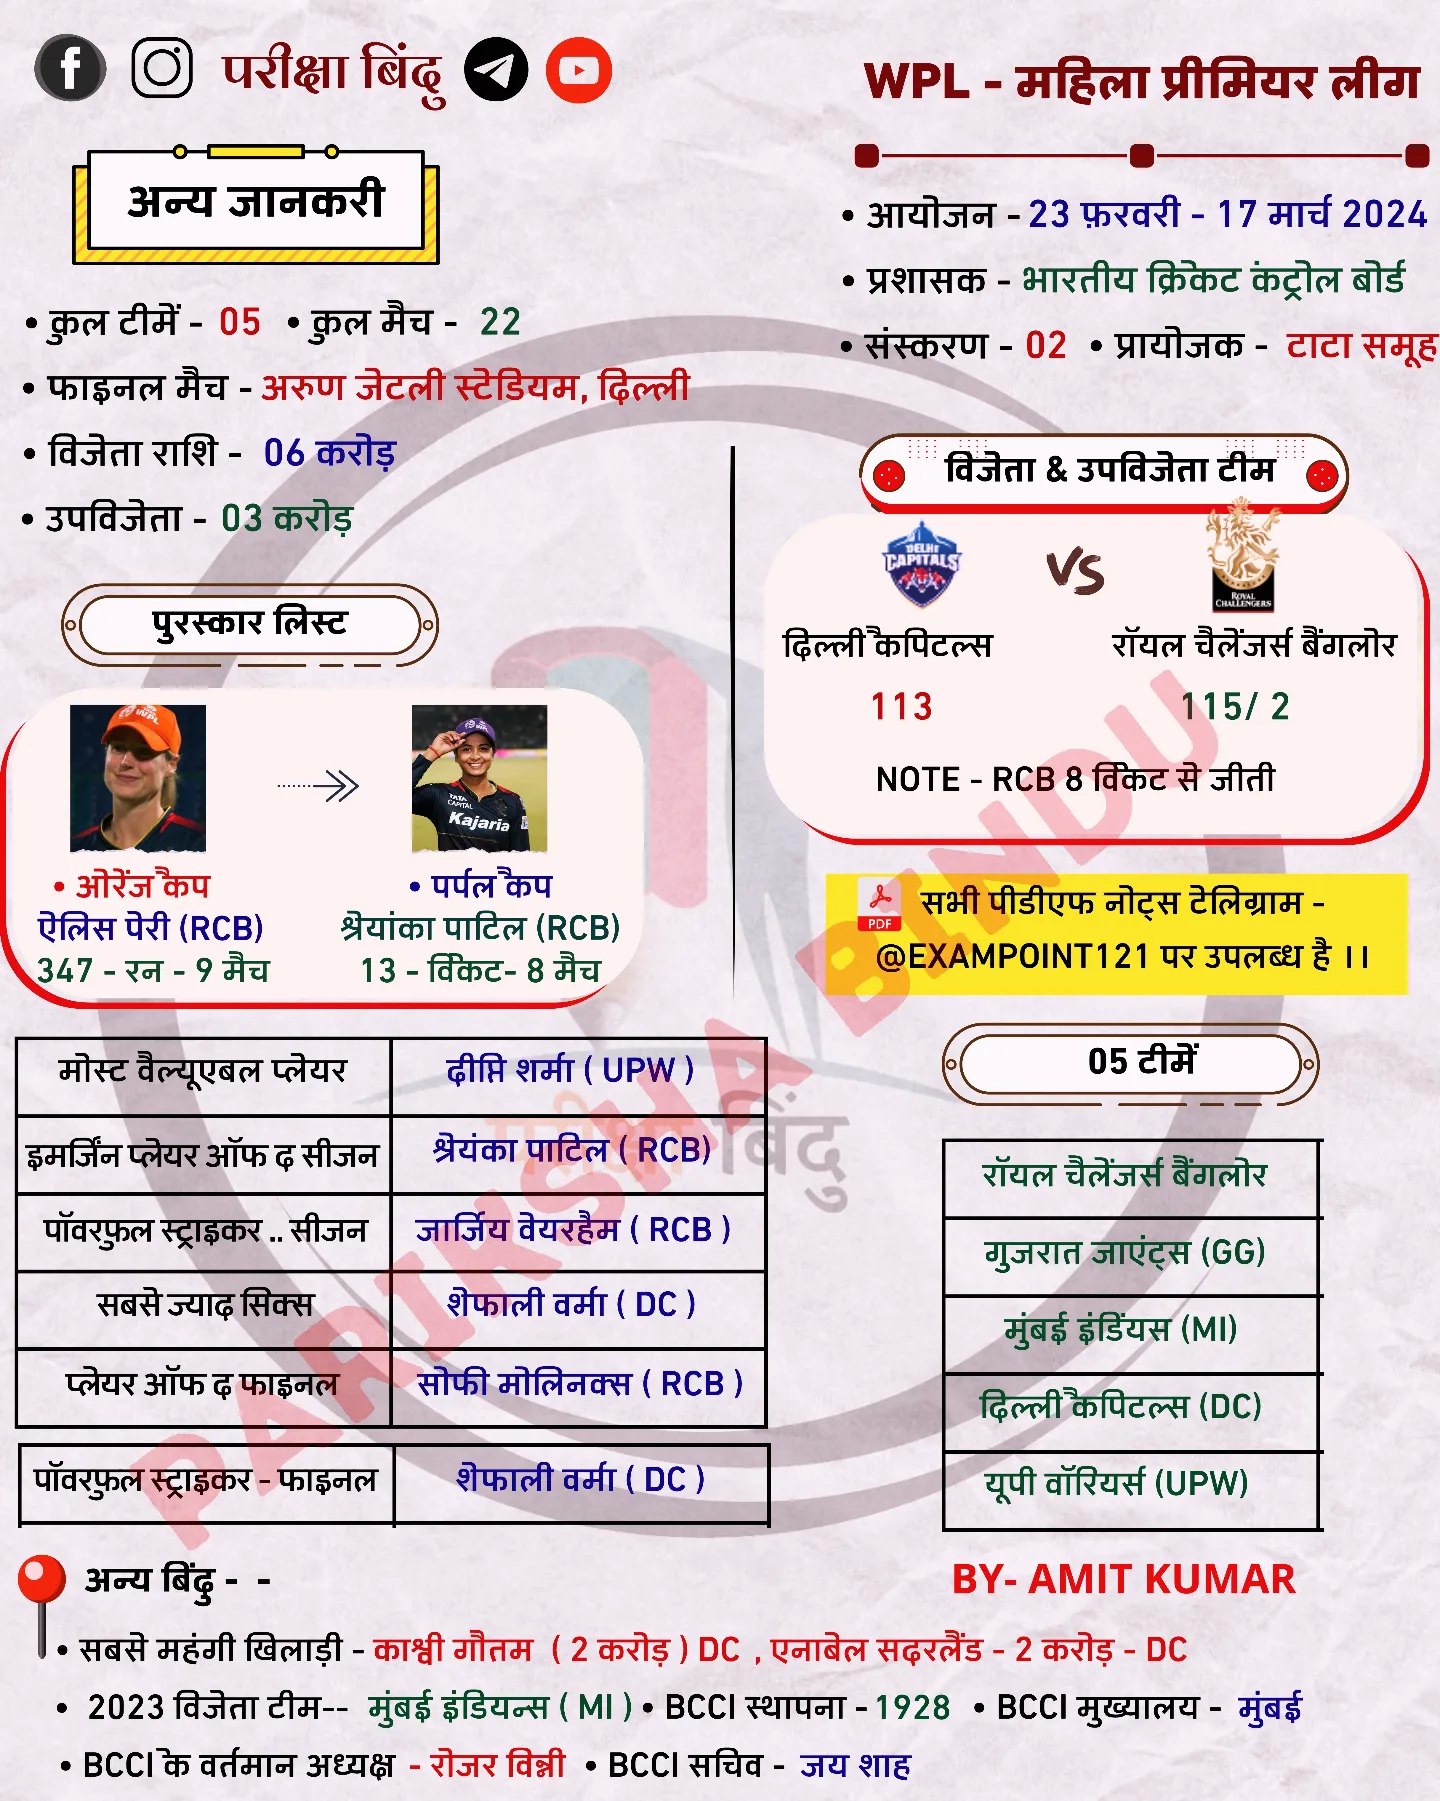 परीक्षा बिंदु
WPL - महिला प्रीमियर लीग
• आयोजन - 23 फ़रवरी - 17 मार्च 2024
• प्रशासक - भारतीय क्रिकेट कंट्रोल बोर्ड
• संस्करण - 02 • प्रायोजक - टाटा समूह
अन्य जानकरी
• कुल टीमें - 05 • कुल मैच - 22
• फाइनल मैच - अरुण जेटली स्टेडियम, दिल्ली
• विजेता राशि - 06 करोड़
• उपविजेता - 03 करोड़
विजेता & उपविजेता टीम
DELHI
CAPITALS
VS
ROYAL
CHALLENGERS
दिल्ली कैपिटल्स
रॉयल चैलेंजर्स बैंगलोर
113
115/ 2
NOTE - RCB 8 विकेट से जीती
पुरस्कार लिस्ट
WPL
TATA
CAPITAL
Kajaria
• ओरेंज कैप
ऐलिस पेरी (RCB)
347 - रन - 9 मैच
• पर्पल कैप
श्रेयांका पाटिल (RCB)
13 - विकेट- 8 मैच
PDF
सभी पीडीएफ नोट्स टेलिग्राम -
@EXAMPOINT121 पर उपलब्ध है ।।
मोस्ट वैल्यूएबल प्लेयर दीप्ति शर्मा ( UPW )
इमर्जिंन प्लेयर ऑफ द सीजन श्रेयंका पाटिल ( RCB)
पॉवरफुल स्ट्राइकर .. सीजन जार्जिय वेयरहैम ( RCB )
सबसे ज्याद सिक्स शेफाली वर्मा ( DC )
प्लेयर ऑफ द फाइनल सोफी मोलिनक्स ( RCB )
पॉवरफुल स्ट्राइकर - फाइनल शेफाली वर्मा ( DC )
05 टीमें
रॉयल चैलेंजर्स बैंगलोर
गुजरात जाएंट्स (GG)
मुंबई इंडिंयस (MI)
दिल्ली कैपिटल्स (DC)
यूपी वॉरियर्स (UPW)
परीक्षा बिंदु
PARIKSHA BINDU
BY- AMIT KUMAR
अन्य बिंदु - -
• सबसे महंगी खिलाड़ी - काश्वी गौतम ( 2 करोड़ ) DC , एनाबेल सदरलैंड - 2 करोड़ - DC
• 2023 विजेता टीम-- मुंबई इंडियन्स ( MI ) • BCCI स्थापना - 1928 • BCCI मुख्यालय - मुंबई
• BCCI के वर्तमान अध्यक्ष - रोजर विन्नी • BCCI सचिव - जय शाह